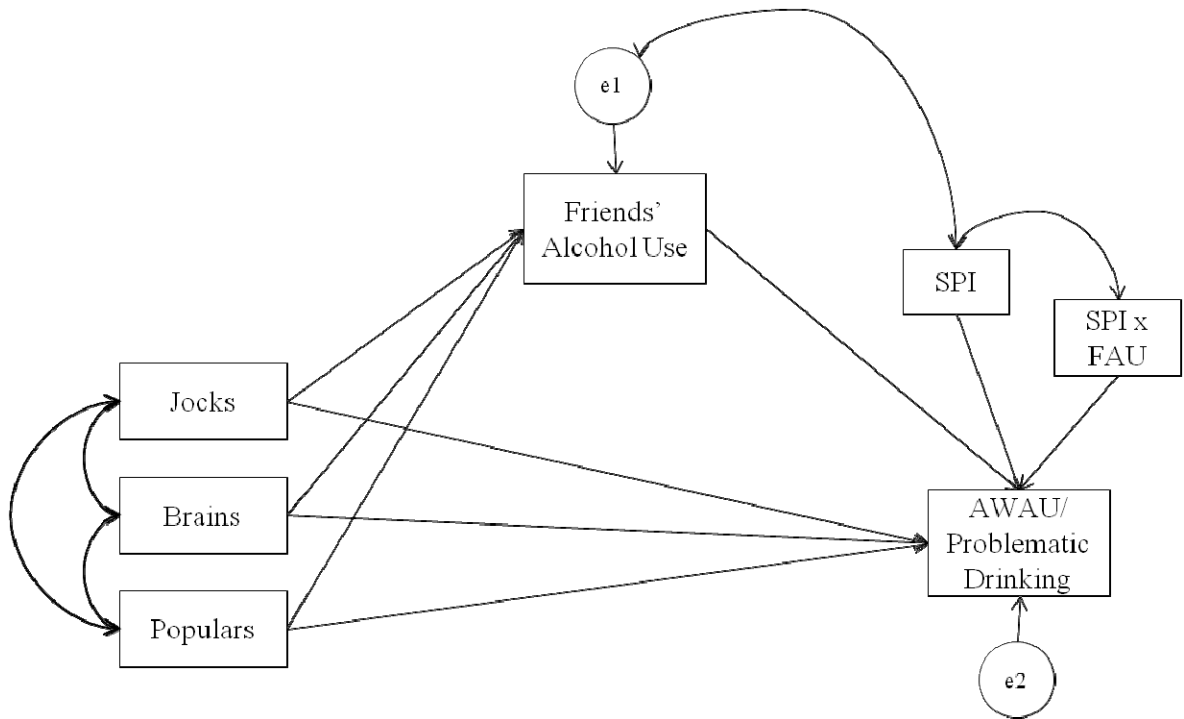 e1
Friends’
Alcohol Use
SPI
SPI x
FAU
Jocks
Brains
Populars
AWAU/
Problematic
Drinking
e2